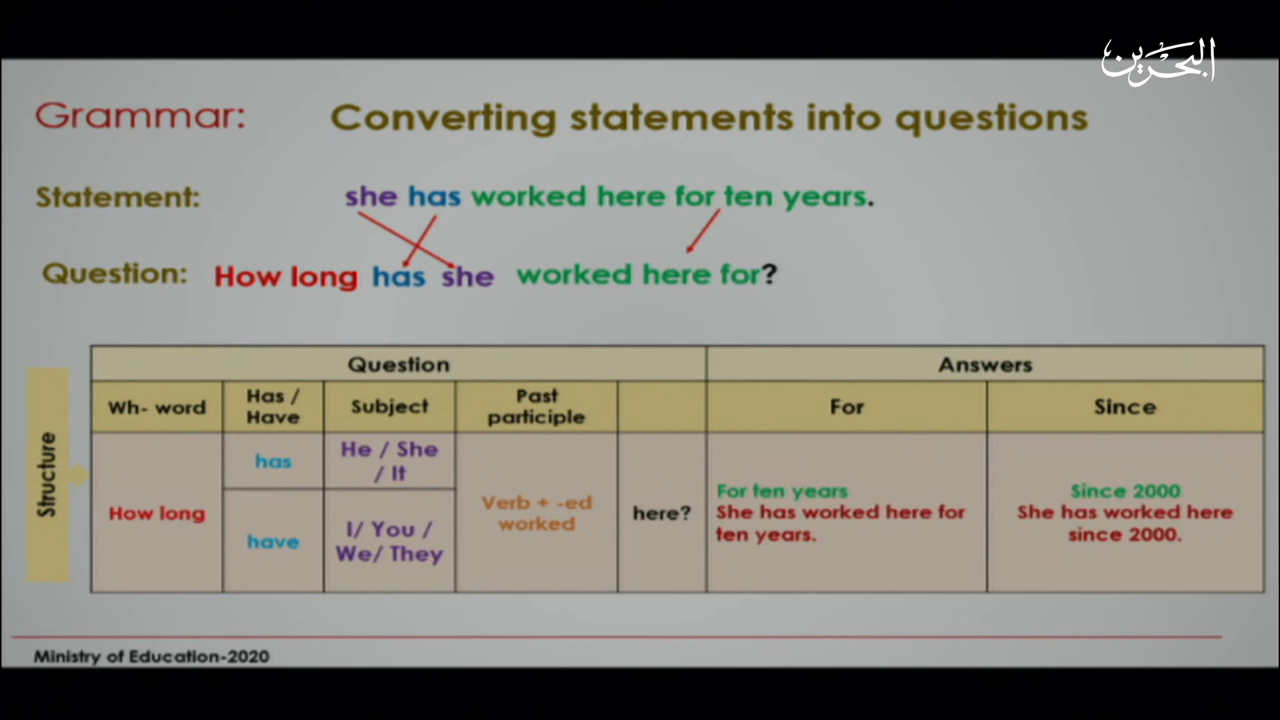 البحرين
Grammar: Converting statements into questions
Statement: she has worked here for ten years.
Question: How long has she worked here for?
Structure
Question Answers
Wh- word Has / Have Subject Past participle For Since
How long
has He / She / It
have I/ You / We/ They
Verb + -ed
worked
here?
For ten years
She has worked here for
ten years.
Since 2000
She has worked here
since 2000.
Ministry of Education-2020